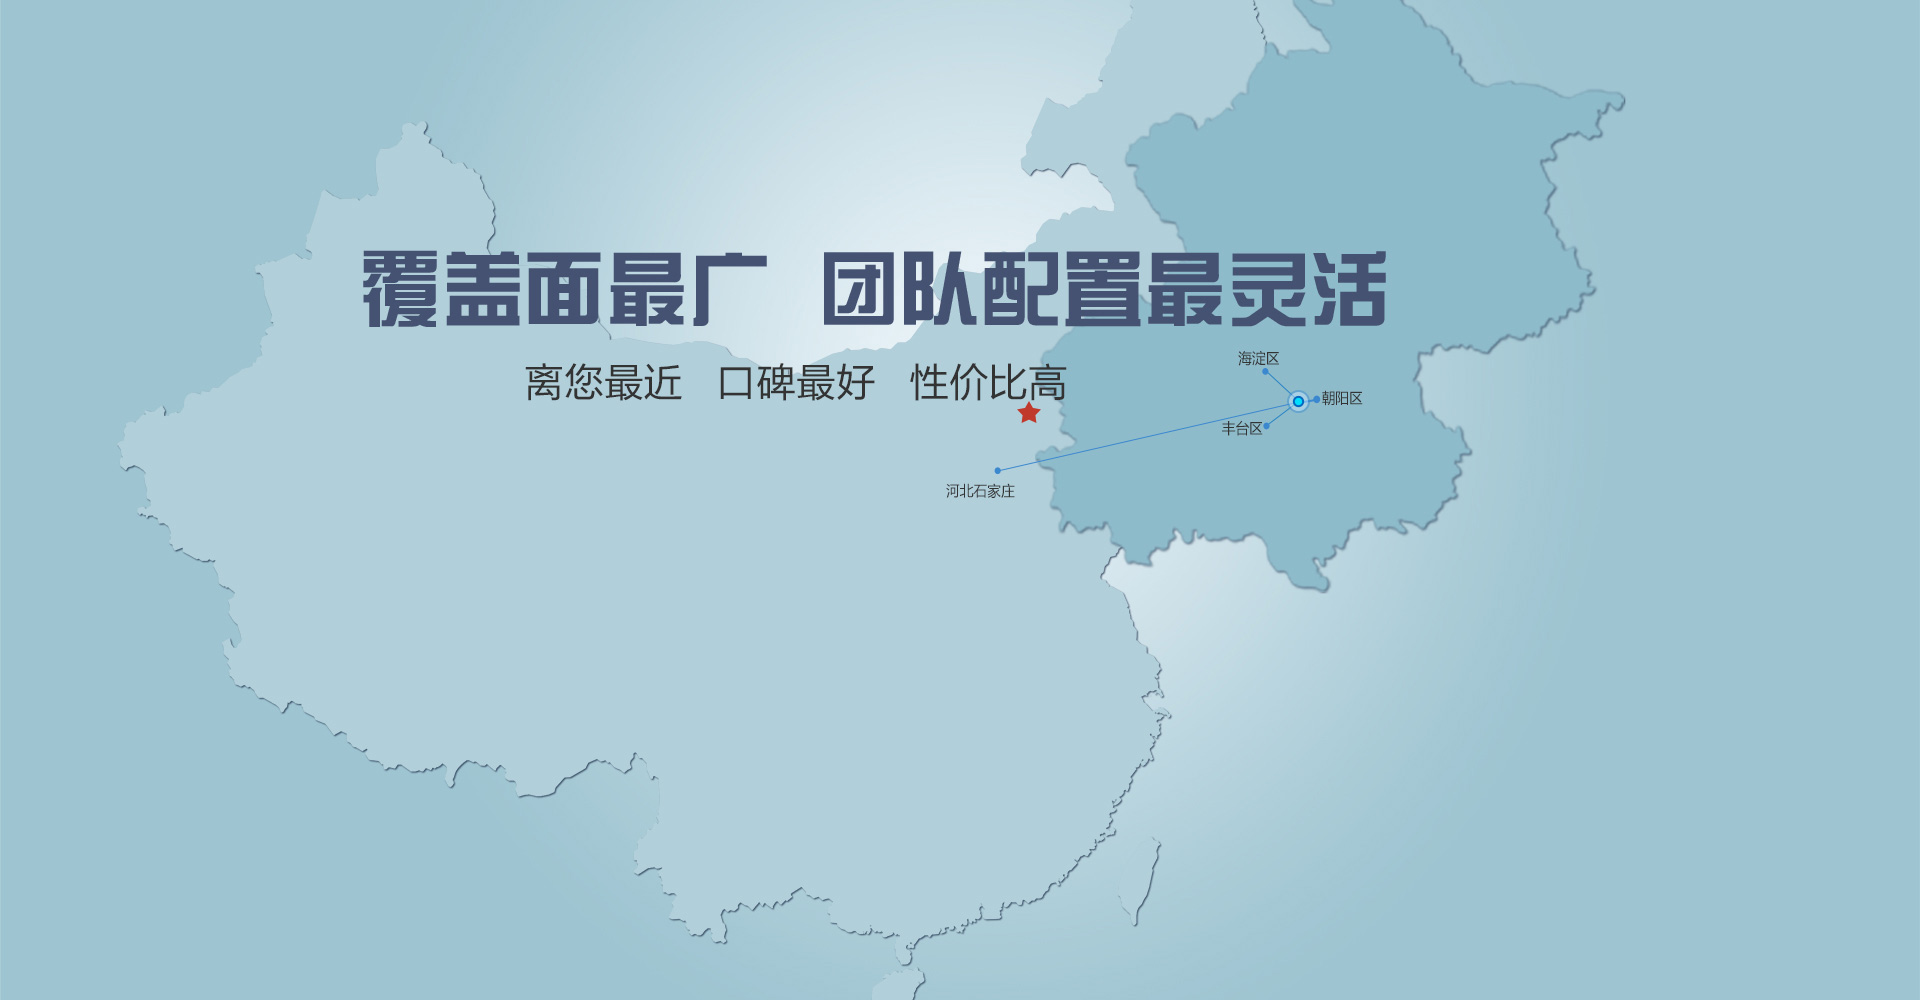 覆盖面最广 团队配置最灵活
离您最近 口碑最好 性价比高
海淀区
朝阳区
丰台区
河北石家庄